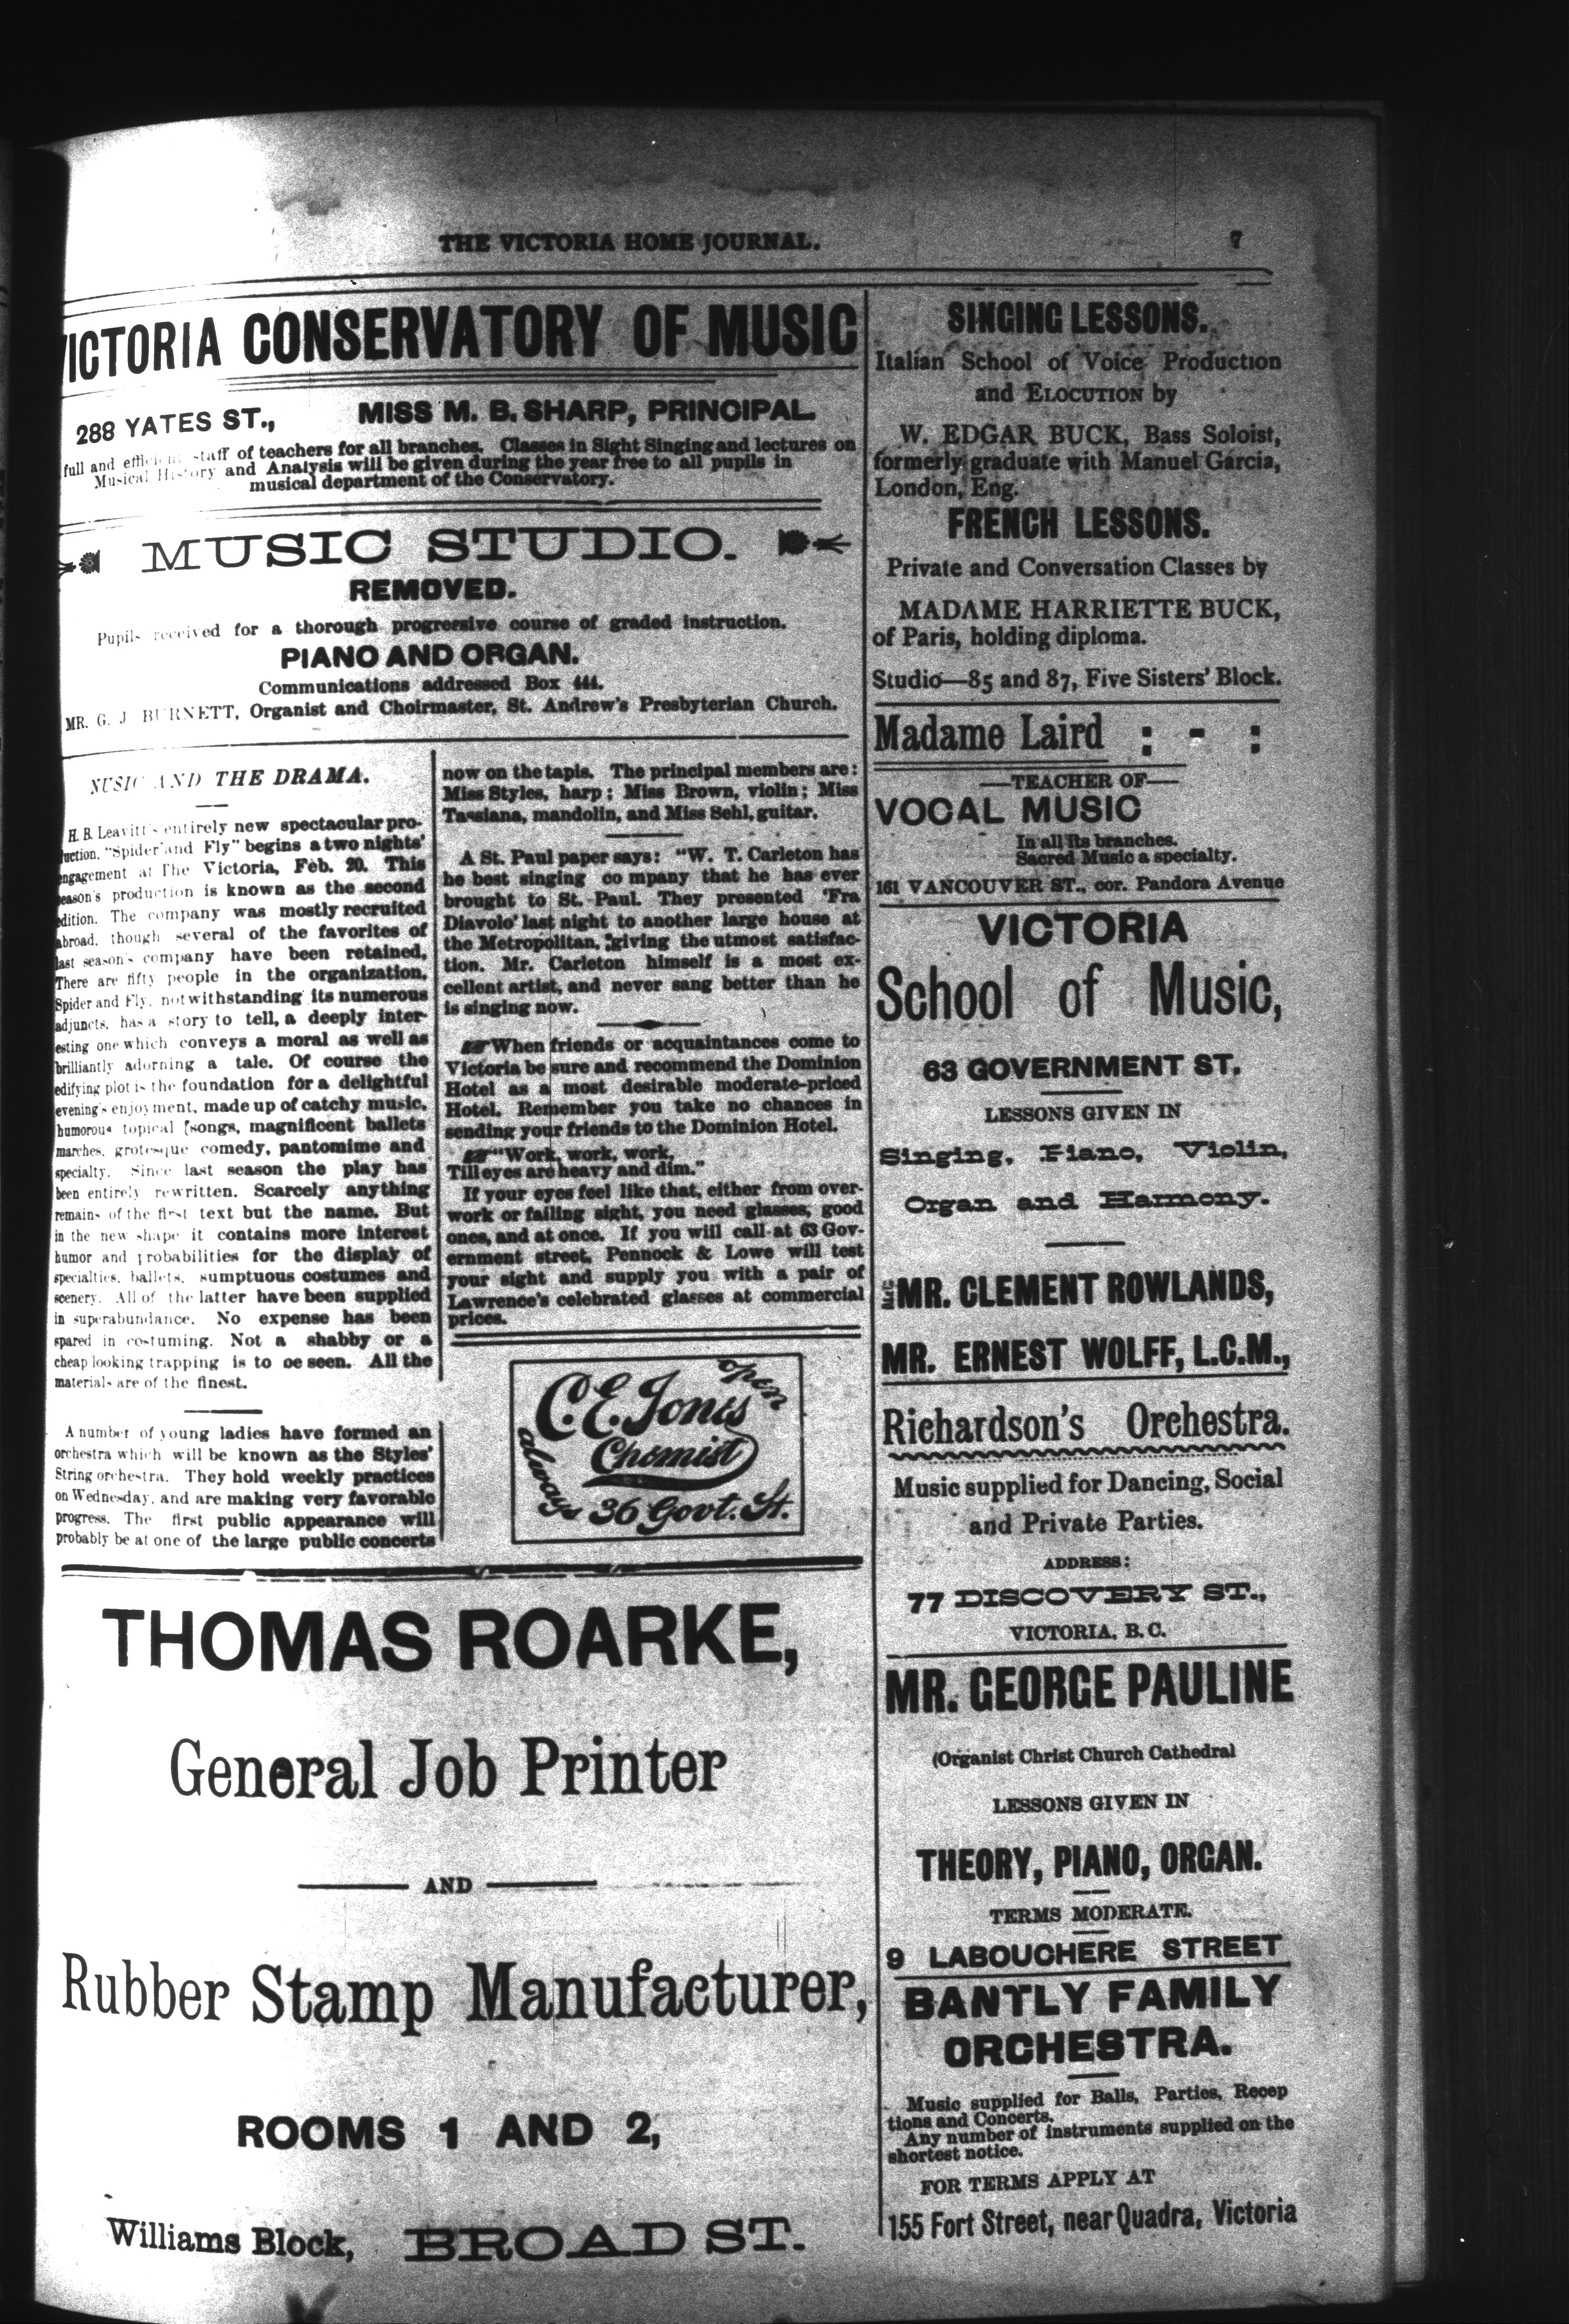 THE VICTORIA HOME JOURNAL.
7
VICTORIA CONSERVATORY OF MUSIC
288 YATES ST., MISS M. B. SHARP, PRINCIPAL.
full and efficient staff of teachers for all branches. Classes in Sight Singing and lectures on
Musical History and Analysis will be given during the year free to all pupils in
musical department of the Conservatory.
MUSIC STUDIO.
REMOVED.
Pupils received for a thorough progressive course of graded instruction.
PIANO AND ORGAN.
Communications addressed Box 444.
MR. G. J BURNETT, Organist and Choirmaster, St. Andrew's Presbyterian Church.
NUSIC AND THE DRAMA.
H. B. Leavitt's entirely new spectacular pro-
duction, "Spider and Fly" begins a two nights'
engagement at The Victoria, Feb. 20. This
season's production is known as the second
edition. The company was mostly recruited
abroad, though several of the favorites of
last season's company have been retained.
There are fifty people in the organization.
Spider and Fly, notwithstanding its numerous
adjuncts, has a story to tell, a deeply inter-
esting one which conveys a moral as well as
brilliantly adorning a tale. Of course the
edifying plot is the foundation for a delightful
evening's enjoyment, made up of catchy music,
humorous topical [songs, magnificent ballets
marches, grotesque comedy, pantomime and
specialty. Since last season the play has
been entirely rewritten. Scarcely anything
remains of the first text but the name. But
in the new shape it contains more interest
humor and probabilities for the display of
specialties, ballets, sumptuous costumes and
scenery. All of the latter have been supplied
in superabundance. No expense has been
spared in costuming. Not a shabby or a
cheap looking trapping is to oe seen. All the
materials are of the finest.
A number of young ladies have formed an
orchestra which will be known as the Styles'
String orchestra. They hold weekly practices
on Wednesday, and are making very favorable
progress. The first public appearance will
probably be at one of the large public concerts
now on the tapis. The principal members are:
Miss Styles, harp; Miss Brown, violin; Miss
Tassiana, mandolin, and Miss Sehl, guitar.
A St. Paul paper says: "W. T. Carleton has
he best singing co mpany that he has ever
brought to St. Paul. They presented 'Fra
Diavolo' last night to another large house at
the Metropolitan, giving the utmost satisfac-
tion. Mr. Carleton himself is a most ex-
cellent artist, and never sang better than he
is singing now.
When friends or acquaintances come to
Victoria be sure and recommend the Dominion
Hotel as a most desirable moderate-priced
Hotel. Remember you take no chances in
sending your friends to the Dominion Hotel.
"Work, work, work,
Till eyes are heavy and dim."
If your eyes feel like that, either from over-
work or failing sight, you need glasses, good
ones, and at once. If you will call at 63 Gov-
ernment street, Pennock & Lowe will test
your sight and supply you with a pair of
Lawrence's celebrated glasses at commercial
prices.
C. E. Jones
Chemist
always open
36 Govt. St.
THOMAS ROARKE,
General Job Printer
AND
Rubber Stamp Manufacturer,
ROOMS 1 AND 2,
Williams Block, BROAD ST.
SINGING LESSONS.
Italian School of Voice Production
and ELOCUTION by
W. EDGAR BUCK, Bass Soloist,
formerly graduate with Manuel Garcia,
London, Eng.
FRENCH LESSONS.
Private and Conversation Classes by
MADAME HARRIETTE BUCK,
of Paris, holding diploma.
Studio—85 and 87, Five Sisters' Block.
Madame Laird : - :
—TEACHER OF—
VOCAL MUSIC
In all its branches.
Sacred Music a specialty.
161 VANCOUVER ST., cor. Pandora Avenue
VICTORIA
School of Music,
63 GOVERNMENT ST.
LESSONS GIVEN IN
Singing, Piano, Violin,
Organ and Harmony.
MR. CLEMENT ROWLANDS,
MR. ERNEST WOLFF, L.C.M.,
Richardson's Orchestra.
Music supplied for Dancing, Social
and Private Parties.
ADDRESS:
77 DISCOVERY ST.,
VICTORIA, B. C.
MR. GEORGE PAULINE
(Organist Christ Church Cathedral
LESSONS GIVEN IN
THEORY, PIANO, ORGAN.
TERMS MODERATE.
9 LABOUCHERE STREET
BANTLY FAMILY
ORCHESTRA.
Music supplied for Balls, Parties, Recep
tions and Concerts.
Any number of instruments supplied on the
shortest notice.
FOR TERMS APPLY AT
155 Fort Street, near Quadra, Victoria